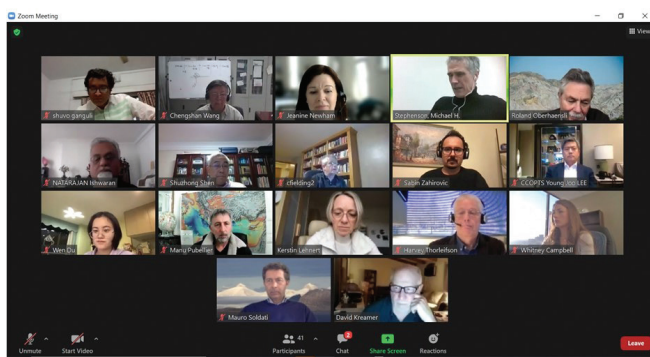 Zoom Meeting
View
shuvo ganguli
Chengshan Wang
Jeanine Newham
Stephenson, Michael H.
Roland Oberhaensli
NATARAJAN Ishwaran
Shuzhong Shen
cfielding2
Sabin Zahirovic
CCOPTS Young Joo LEE
Wen Du
Manu Pubellier
Kerstin Lehnert
Harvey Thorleifson
Whitney Campbell
Mauro Soldati
David Kreamer
41
2
Unmute
Start Video
Participants
Chat
Share Screen
Reactions
Leave